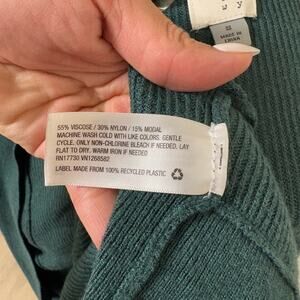 MADE IN
CHINA
55% VISCOSE / 30% NYLON / 15% MODAL
MACHINE WASH COLD WITH LIKE COLORS. GENTLE
CYCLE. ONLY NON-CHLORINE BLEACH IF NEEDED. LAY
FLAT TO DRY. WARM IRON IF NEEDED
RN17730 VN1268582
LABEL MADE FROM 100% RECYCLED PLASTIC